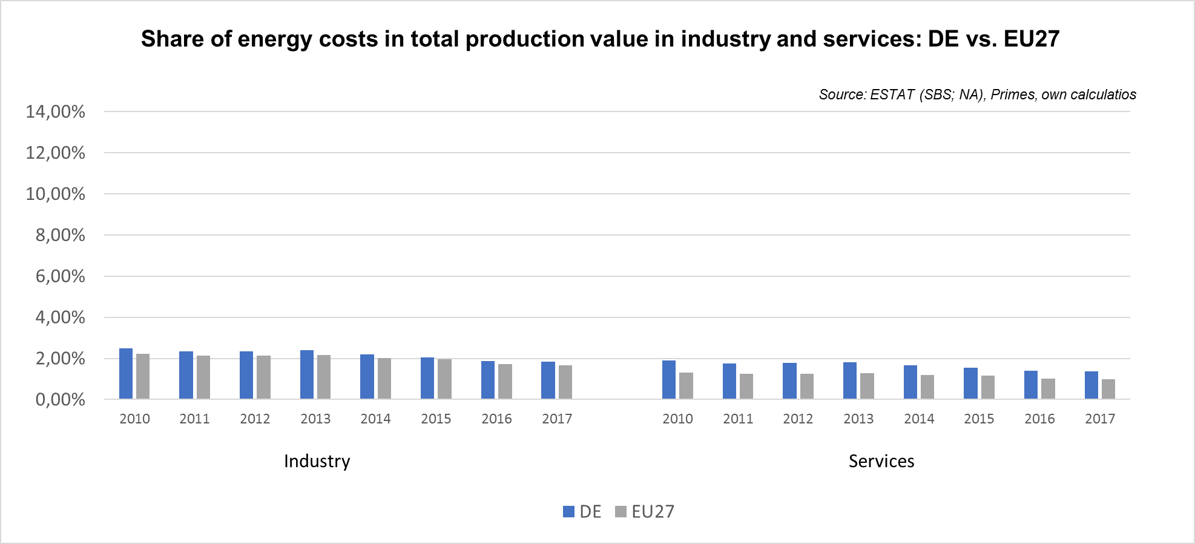 Share of energy costs in total production value in industry and services: DE vs. EU27
Source: ESTAT (SBS; NA), Primes, own calculatios
14,00%
12,00%
10,00%
8,00%
6,00%
4,00%
2,00%
0,00%
2010 2011 2012 2013 2014 2015 2016 2017 2010 2011 2012 2013 2014 2015 2016 2017
Industry Services
DE EU27